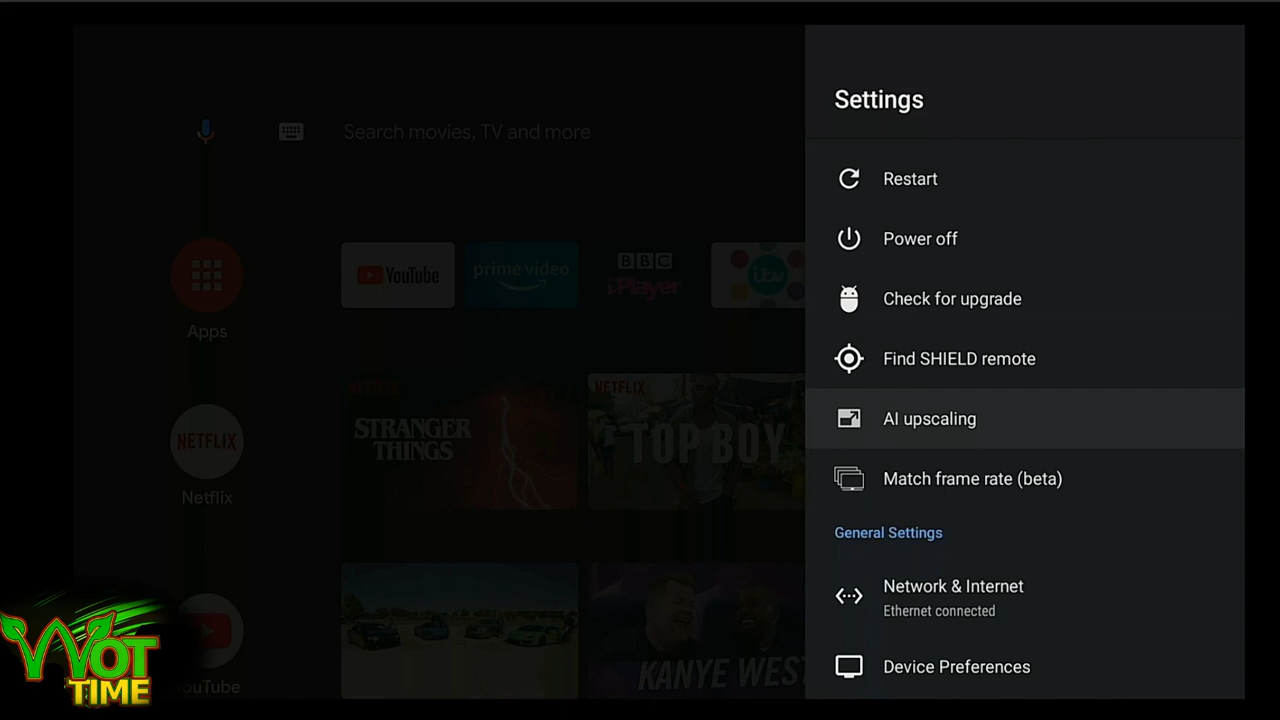 Search movies, TV and more
Apps
YouTube
prime video
BBC
iPLAYER
itv
NETFLIX
Netflix
NETFLIX
STRANGER
THINGS
NETFLIX
TOP BOY
YouTube
KANYE WEST
Settings
Restart
Power off
Check for upgrade
Find SHIELD remote
AI upscaling
Match frame rate (beta)
General Settings
Network & Internet
Ethernet connected
Device Preferences
WOT
TIME